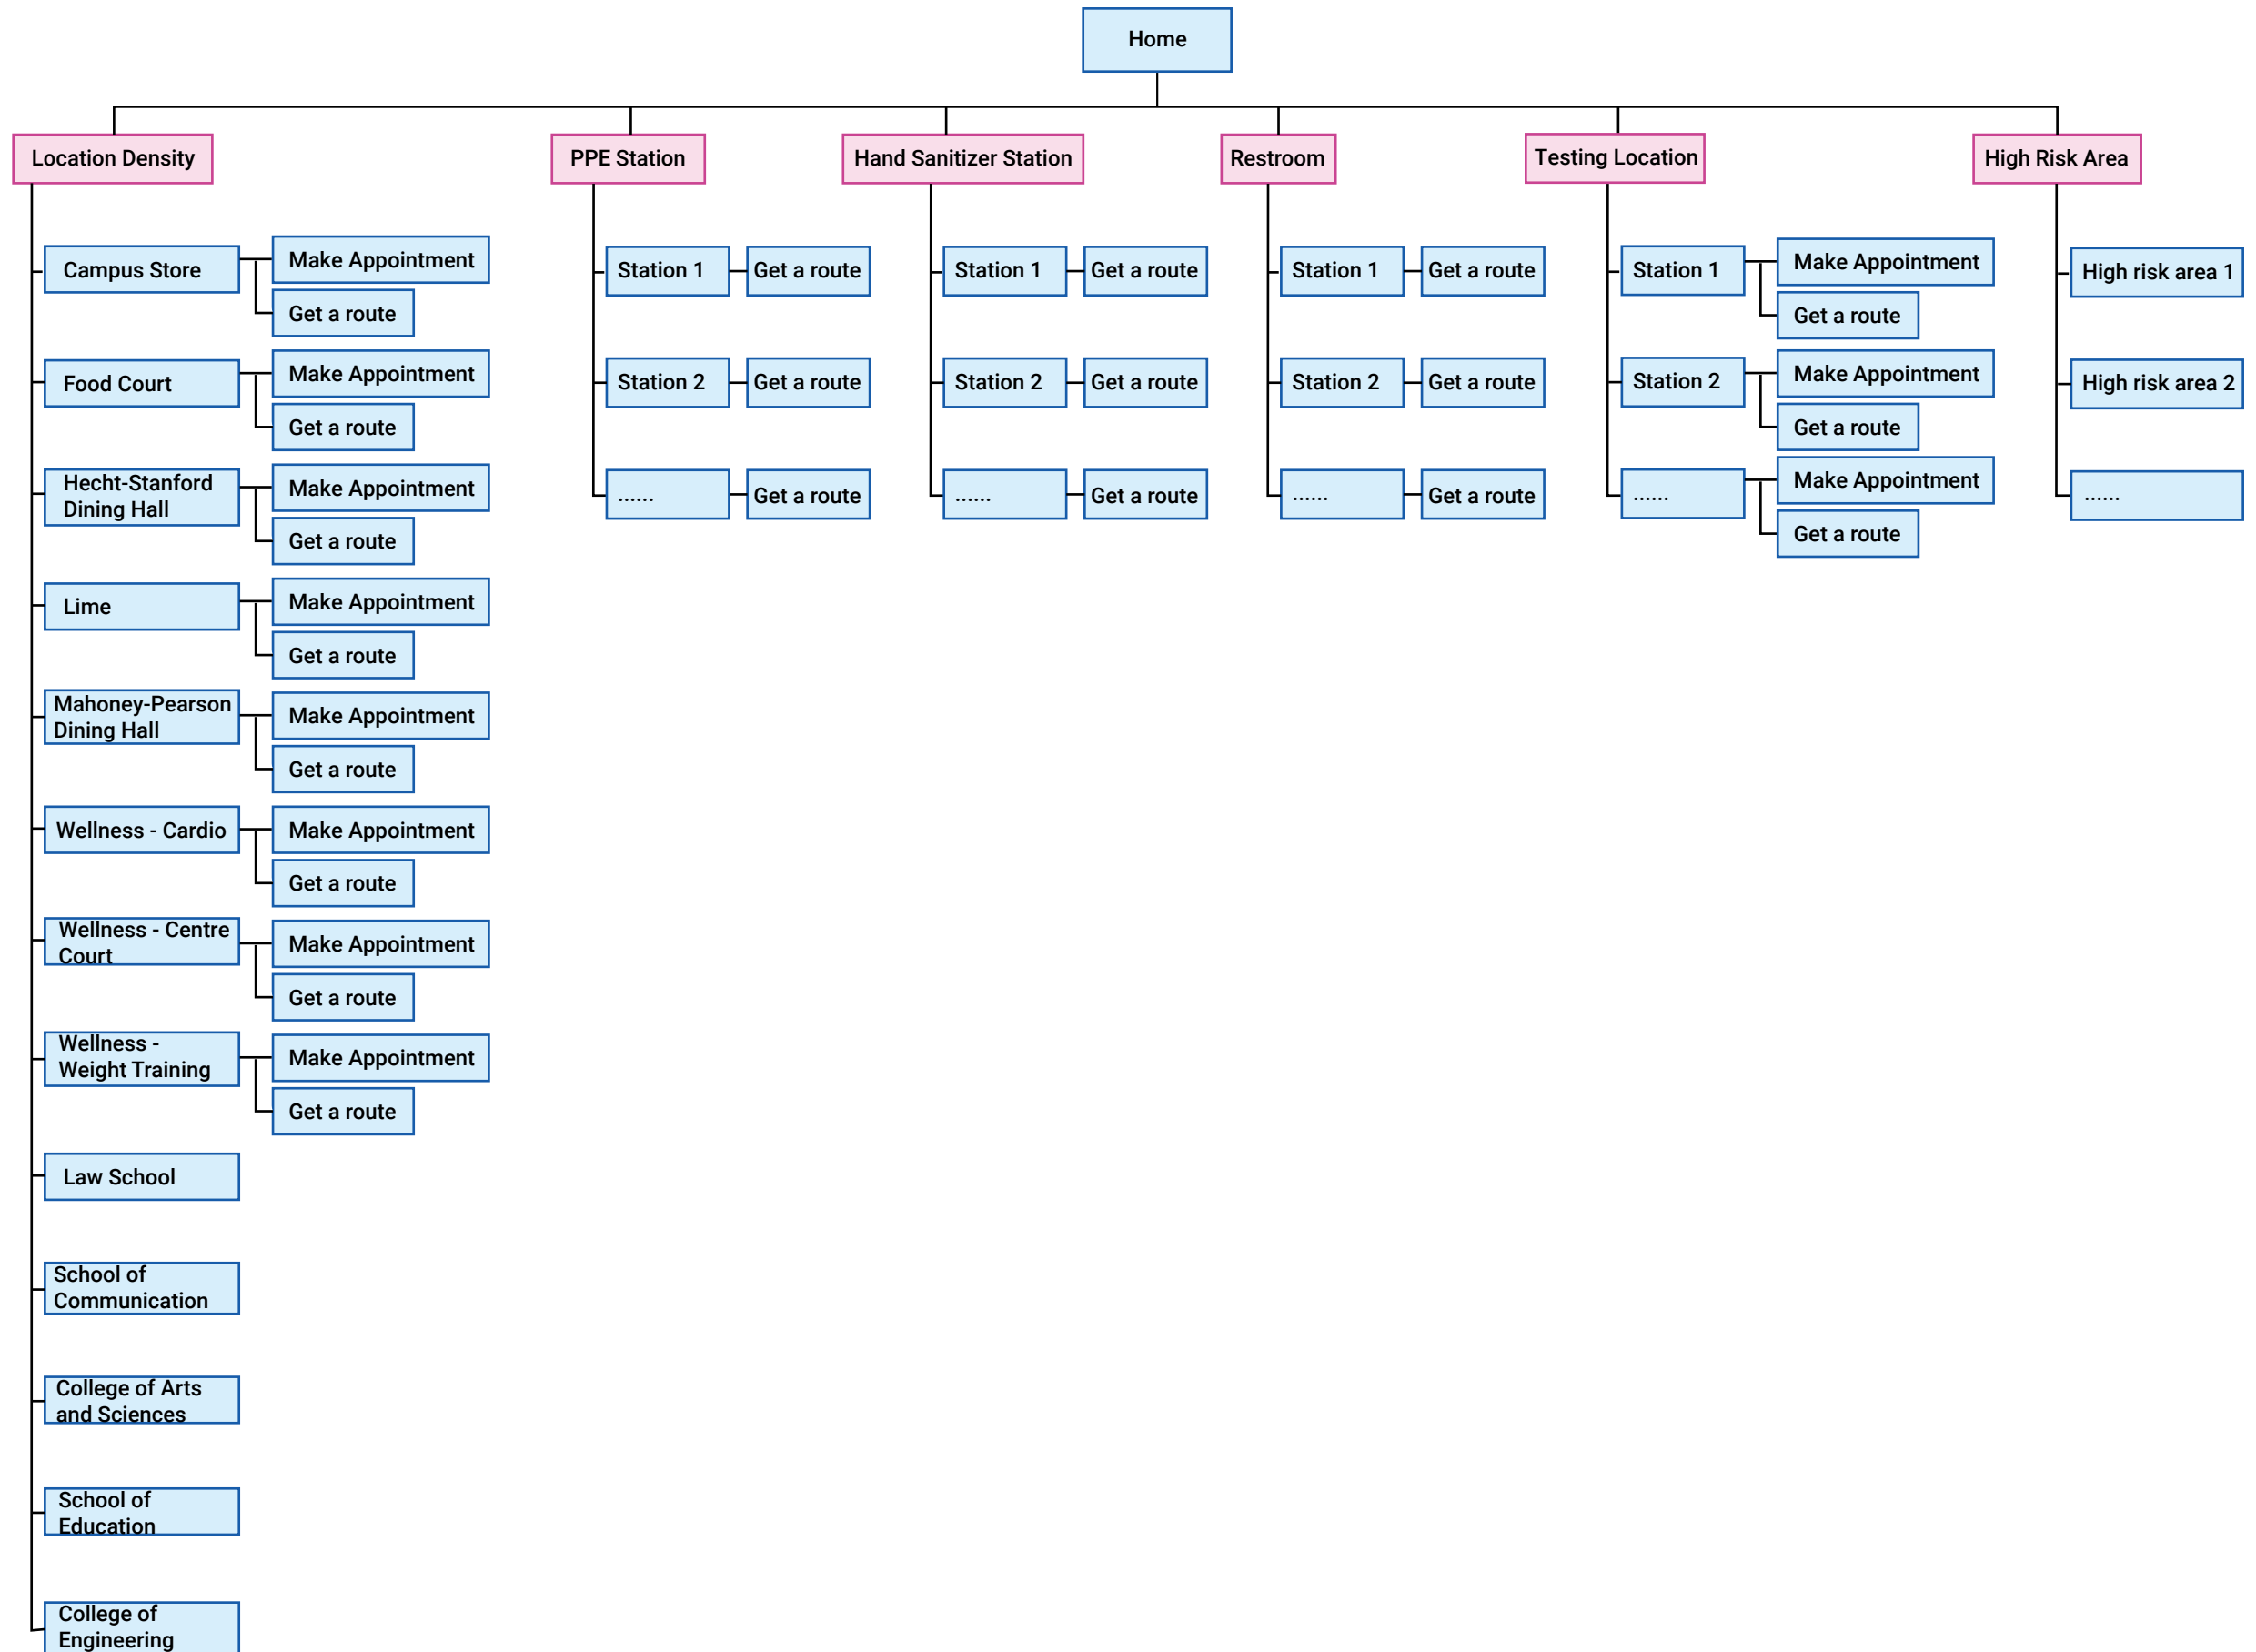 Home
Location Density
PPE Station
Hand Sanitizer Station
Restroom
Testing Location
High Risk Area
Campus Store
Make Appointment
Get a route
Food Court
Make Appointment
Get a route
Hecht-Stanford
Dining Hall
Make Appointment
Get a route
Lime
Make Appointment
Get a route
Mahoney-Pearson
Dining Hall
Make Appointment
Get a route
Wellness - Cardio
Make Appointment
Get a route
Wellness - Centre
Court
Make Appointment
Get a route
Wellness -
Weight Training
Make Appointment
Get a route
Law School
School of
Communication
College of Arts
and Sciences
School of
Education
College of
Engineering
Station 1
Get a route
Station 2
Get a route
......
Get a route
Station 1
Get a route
Station 2
Get a route
......
Get a route
Station 1
Get a route
Station 2
Get a route
......
Get a route
Station 1
Make Appointment
Get a route
Station 2
Make Appointment
Get a route
......
Make Appointment
Get a route
High risk area 1
High risk area 2
......